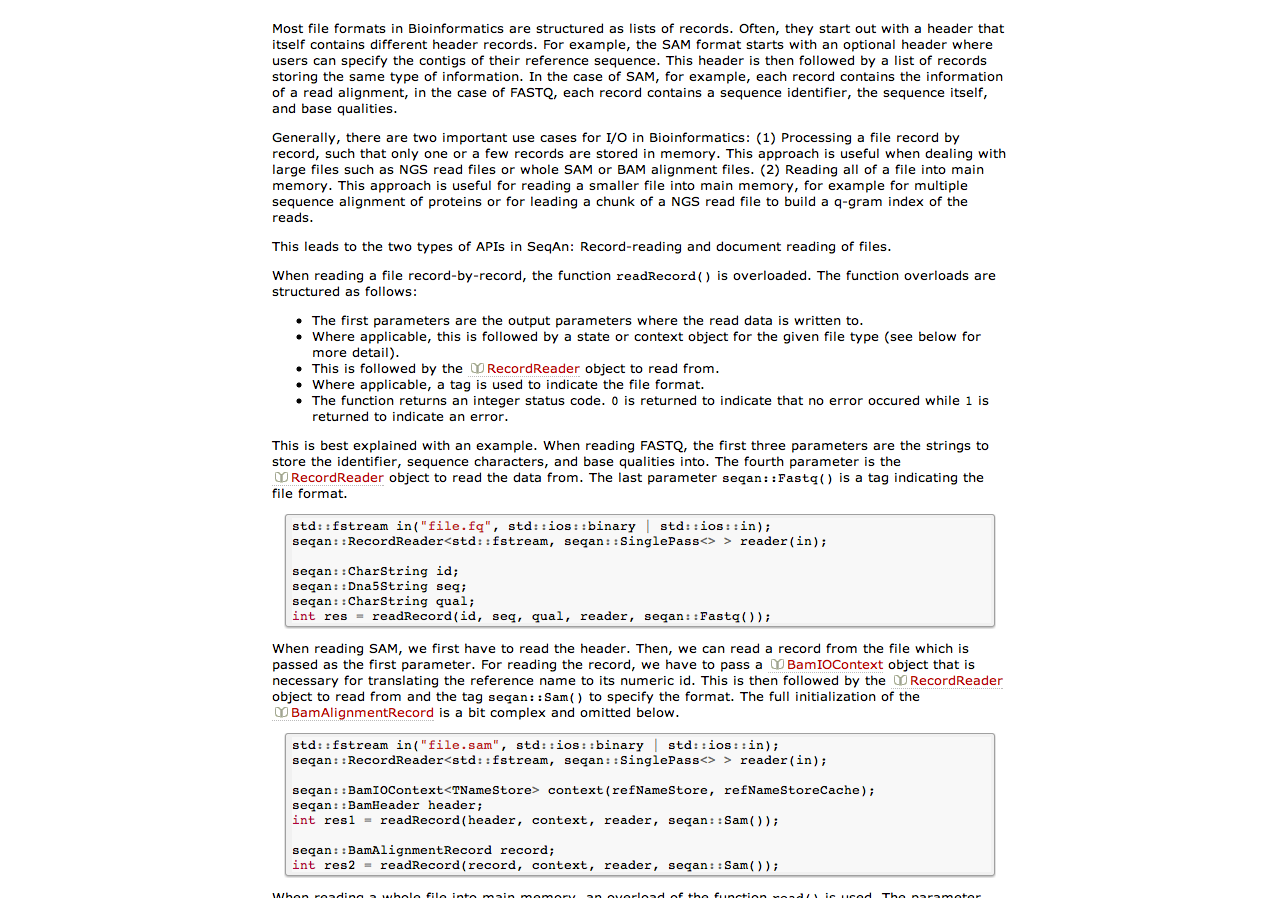 Most file formats in Bioinformatics are structured as lists of records. Often, they start out with a header that
itself contains different header records. For example, the SAM format starts with an optional header where
users can specify the contigs of their reference sequence. This header is then followed by a list of records
storing the same type of information. In the case of SAM, for example, each record contains the information
of a read alignment, in the case of FASTQ, each record contains a sequence identifier, the sequence itself,
and base qualities.
Generally, there are two important use cases for I/O in Bioinformatics: (1) Processing a file record by
record, such that only one or a few records are stored in memory. This approach is useful when dealing with
large files such as NGS read files or whole SAM or BAM alignment files. (2) Reading all of a file into main
memory. This approach is useful for reading a smaller file into main memory, for example for multiple
sequence alignment of proteins or for leading a chunk of a NGS read file to build a q-gram index of the
reads.
This leads to the two types of APIs in SeqAn: Record-reading and document reading of files.
When reading a file record-by-record, the function readRecord() is overloaded. The function overloads are
structured as follows:
• The first parameters are the output parameters where the read data is written to.
• Where applicable, this is followed by a state or context object for the given file type (see below for
more detail).
• This is followed by the RecordReader object to read from.
• Where applicable, a tag is used to indicate the file format.
• The function returns an integer status code. 0 is returned to indicate that no error occured while 1 is
returned to indicate an error.
This is best explained with an example. When reading FASTQ, the first three parameters are the strings to
store the identifier, sequence characters, and base qualities into. The fourth parameter is the
RecordReader object to read the data from. The last parameter seqan::Fastq() is a tag indicating the
file format.
std::fstream in("file.fq", std::ios::binary | std::ios::in);
seqan::RecordReader<std::fstream, seqan::SinglePass<> > reader(in);
seqan::CharString id;
seqan::Dna5String seq;
seqan::CharString qual;
int res = readRecord(id, seq, qual, reader, seqan::Fastq());
When reading SAM, we first have to read the header. Then, we can read a record from the file which is
passed as the first parameter. For reading the record, we have to pass a BamIOContext object that is
necessary for translating the reference name to its numeric id. This is then followed by the RecordReader
object to read from and the tag seqan::Sam() to specify the format. The full initialization of the
BamAlignmentRecord is a bit complex and omitted below.
std::fstream in("file.sam", std::ios::binary | std::ios::in);
seqan::RecordReader<std::fstream, seqan::SinglePass<> > reader(in);
seqan::BamIOContext<TNameStore> context(refNameStore, refNameStoreCache);
seqan::BamHeader header;
int res1 = readRecord(header, context, reader, seqan::Sam());
seqan::BamAlignmentRecord record;
int res2 = readRecord(record, context, reader, seqan::Sam());
When reading a whole file into main memory, an overload of the function read() is used. The parameter